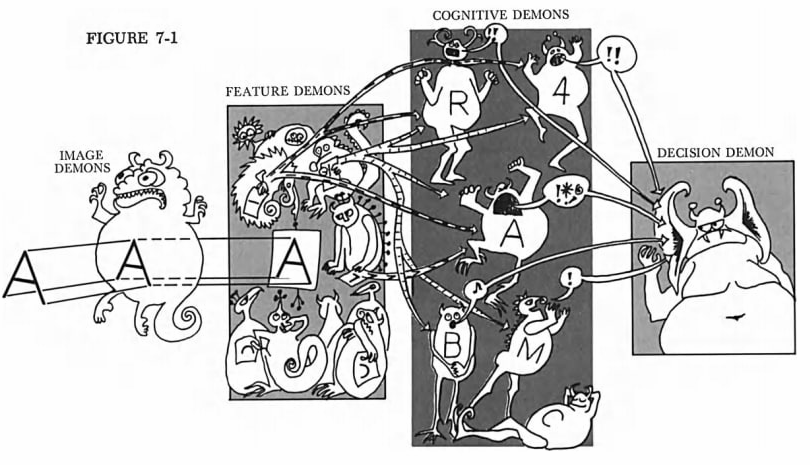 FIGURE 7-1
COGNITIVE DEMONS
FEATURE DEMONS
IMAGE
DEMONS
DECISION DEMON
!!
!!
R
4
!*@
A
A
A
A
^
!
B
M
C